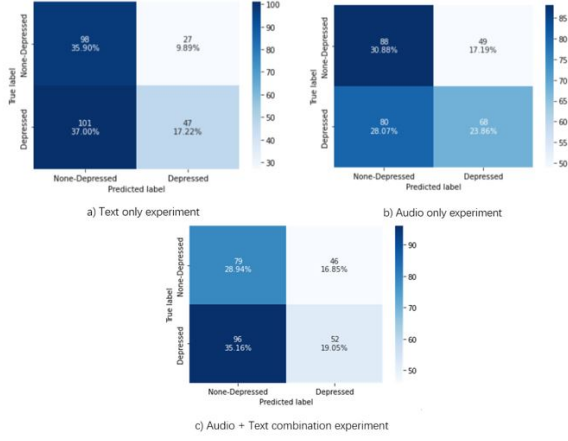 None-Depressed
Depressed
True label
98
35.90%
27
9.89%
101
37.00%
47
17.22%
100
90
80
70
60
50
40
30
None-Depressed
Depressed
Predicted label
a) Text only experiment
None-Depressed
Depressed
True label
88
30.88%
49
17.19%
80
28.07%
68
23.86%
85
80
75
70
65
60
55
50
None-Depressed
Depressed
Predicted label
b) Audio only experiment
None-Depressed
Depressed
True label
79
28.94%
46
16.85%
96
35.16%
52
19.05%
90
80
70
60
50
None-Depressed
Depressed
Predicted label
c) Audio + Text combination experiment